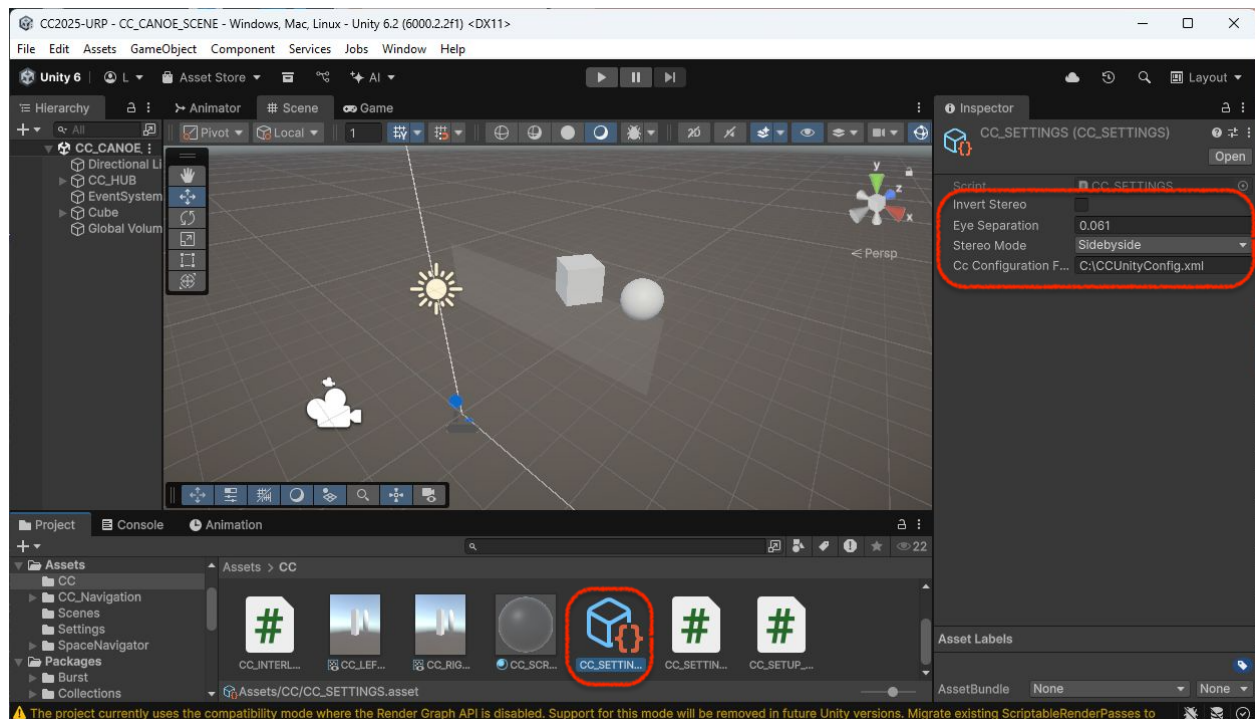 CC2025-URP - CC_CANOE_SCENE - Windows, Mac, Linux - Unity 6.2 (6000.2.2f1) <DX11>
File Edit Assets GameObject Component Services Jobs Window Help
Unity 6 L Asset Store AI Layout
Hierarchy Animator Scene Game Inspector
All Pivot Local 1 2D CC_SETTINGS (CC_SETTINGS)
CC_CANOE_ Open
Directional Li
CC_HUB
EventSystem
Cube
Global Volum
y
z
x
Persp
Script CC_SETTINGS
Invert Stereo
Eye Separation 0.061
Stereo Mode Sidebyside
Cc Configuration F... C:\CCUnityConfig.xml
Project Console Animation
22
Assets Assets > CC
CC
CC_Navigation
Scenes
Settings
SpaceNavigator
Packages
Burst
Collections
# # #
CC_INTERL... CC_LEF... CC_RIG... CC_SCR... CC_SETTIN... CC_SETTIN... CC_SETUP_...
Assets/CC/CC_SETTINGS.asset
Asset Labels
AssetBundle None None
The project currently uses the compatibility mode where the Render Graph API is disabled. Support for this mode will be removed in future Unity versions. Migrate existing ScriptableRenderPasses to